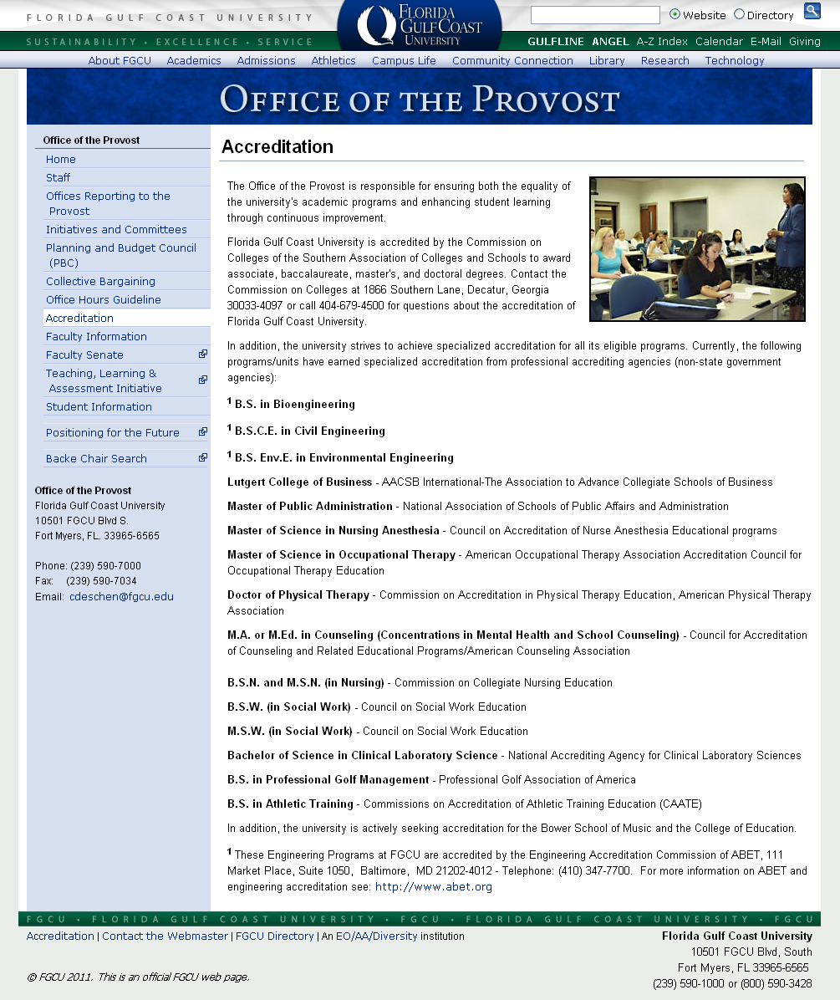 FLORIDA GULF COAST UNIVERSITY
FLORIDA
GULF COAST
UNIVERSITY
Website Directory
SUSTAINABILITY • EXCELLENCE • SERVICE
GULFLINE ANGEL A-Z Index Calendar E-Mail Giving
About FGCU Academics Admissions Athletics Campus Life Community Connection Library Research Technology
OFFICE OF THE PROVOST
Office of the Provost
Home
Staff
Offices Reporting to the
Provost
Initiatives and Committees
Planning and Budget Council
(PBC)
Collective Bargaining
Office Hours Guideline
Accreditation
Faculty Information
Faculty Senate
Teaching, Learning &
Assessment Initiative
Student Information
Positioning for the Future
Backe Chair Search
Office of the Provost
Florida Gulf Coast University
10501 FGCU Blvd S.
Fort Myers, FL. 33965-6565
Phone: (239) 590-7000
Fax: (239) 590-7034
Email: cdeschen@fgcu.edu
Accreditation
The Office of the Provost is responsible for ensuring both the equality of
the university's academic programs and enhancing student learning
through continuous improvement.
Florida Gulf Coast University is accredited by the Commission on
Colleges of the Southern Association of Colleges and Schools to award
associate, baccalaureate, master's, and doctoral degrees. Contact the
Commission on Colleges at 1866 Southern Lane, Decatur, Georgia
30033-4097 or call 404-679-4500 for questions about the accreditation of
Florida Gulf Coast University.
In addition, the university strives to achieve specialized accreditation for all its eligible programs. Currently, the following
programs/units have earned specialized accreditation from professional accrediting agencies (non-state government
agencies):
1 B.S. in Bioengineering
1 B.S.C.E. in Civil Engineering
1 B.S. Env.E. in Environmental Engineering
Lutgert College of Business - AACSB International-The Association to Advance Collegiate Schools of Business
Master of Public Administration - National Association of Schools of Public Affairs and Administration
Master of Science in Nursing Anesthesia - Council on Accreditation of Nurse Anesthesia Educational programs
Master of Science in Occupational Therapy - American Occupational Therapy Association Accreditation Council for
Occupational Therapy Education
Doctor of Physical Therapy - Commission on Accreditation in Physical Therapy Education, American Physical Therapy
Association
M.A. or M.Ed. in Counseling (Concentrations in Mental Health and School Counseling) - Council for Accreditation
of Counseling and Related Educational Programs/American Counseling Association
B.S.N. and M.S.N. (in Nursing) - Commission on Collegiate Nursing Education
B.S.W. (in Social Work) - Council on Social Work Education
M.S.W. (in Social Work) - Council on Social Work Education
Bachelor of Science in Clinical Laboratory Science - National Accrediting Agency for Clinical Laboratory Sciences
B.S. in Professional Golf Management - Professional Golf Association of America
B.S. in Athletic Training - Commissions on Accreditation of Athletic Training Education (CAATE)
In addition, the university is actively seeking accreditation for the Bower School of Music and the College of Education.
1 These Engineering Programs at FGCU are accredited by the Engineering Accreditation Commission of ABET, 111
Market Place, Suite 1050, Baltimore, MD 21202-4012 - Telephone: (410) 347-7700. For more information on ABET and
engineering accreditation see: http://www.abet.org
FGCU • FLORIDA GULF COAST UNIVERSITY • FGCU • FLORIDA GULF COAST UNIVERSITY • FGCU
Accreditation | Contact the Webmaster | FGCU Directory | An EO/AA/Diversity institution
© FGCU 2011. This is an official FGCU web page.
Florida Gulf Coast University
10501 FGCU Blvd, South
Fort Myers, FL 33965-6565
(239) 590-1000 or (800) 590-3428